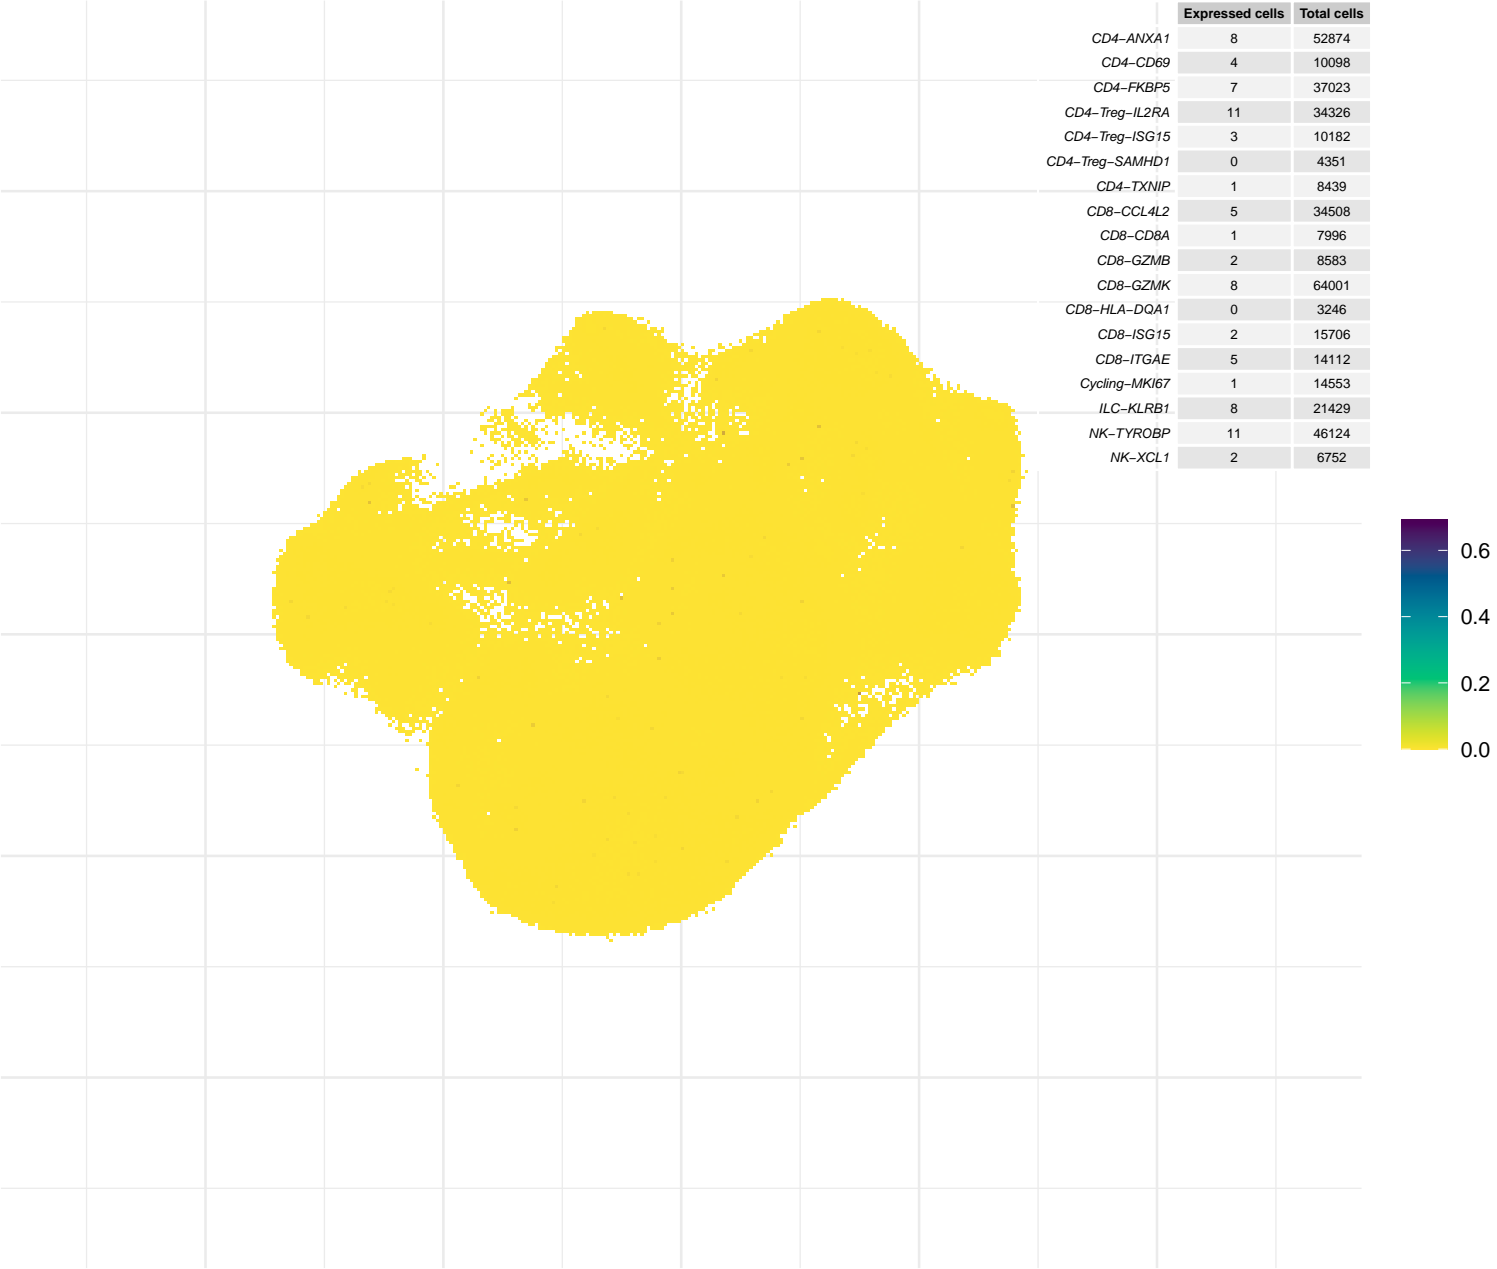 Expressed cells Total cells
CD4−ANXA1 8 52874
CD4−CD69 4 10098
CD4−FKBP5 7 37023
CD4−Treg−IL2RA 11 34326
CD4−Treg−ISG15 3 10182
CD4−Treg−SAMHD1 0 4351
CD4−TXNIP 1 8439
CD8−CCL4L2 5 34508
CD8−CD8A 1 7996
CD8−GZMB 2 8583
CD8−GZMK 8 64001
CD8−HLA−DQA1 0 3246
CD8−ISG15 2 15706
CD8−ITGAE 5 14112
Cycling−MKI67 1 14553
ILC−KLRB1 8 21429
NK−TYROBP 11 46124
NK−XCL1 2 6752
0.6
0.4
0.2
0.0